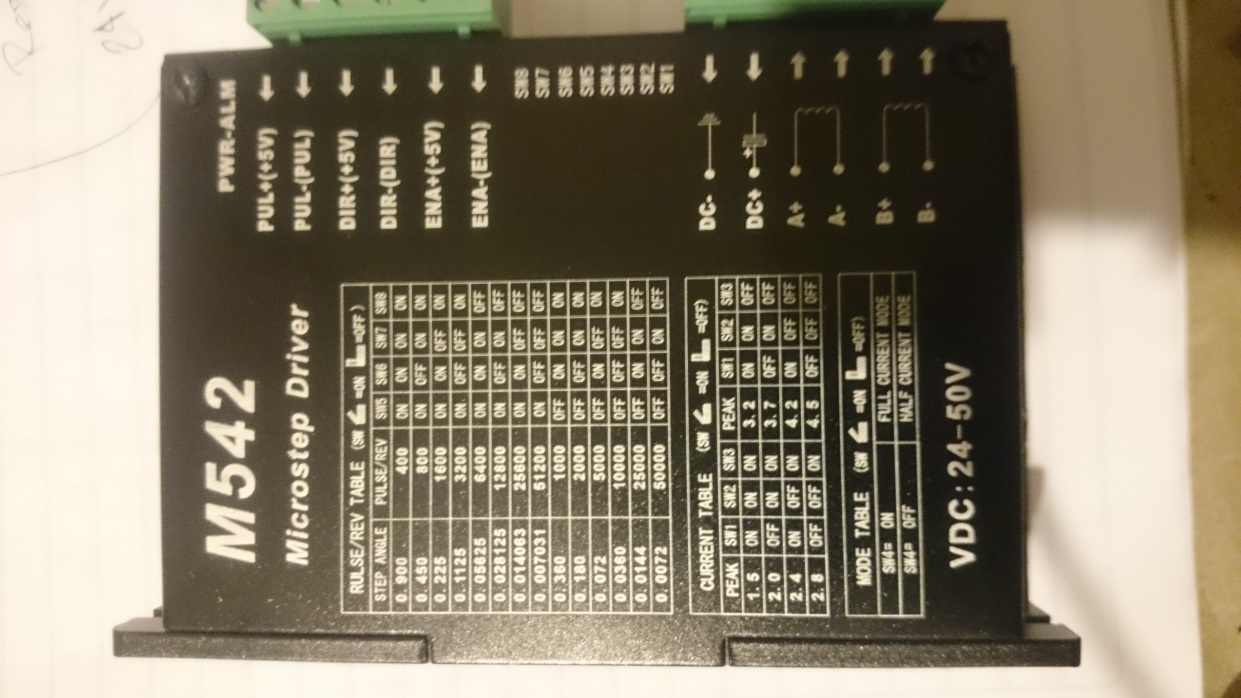 M542
Microstep Driver
RULSE/REV TABLE (SW =ON =OFF)
STEP ANGLE PULSE/REV SW5 SW6 SW7 SW8
0.900 400 ON ON ON ON
0.450 800 ON OFF ON ON
0.225 1600 ON ON OFF ON
0.1125 3200 ON OFF OFF ON
0.05625 6400 ON ON ON OFF
0.028125 12800 ON OFF ON OFF
0.014063 25600 ON ON OFF OFF
0.007031 51200 ON OFF OFF OFF
0.360 1000 OFF ON ON ON
0.180 2000 OFF OFF ON ON
0.072 5000 OFF ON OFF ON
0.0360 10000 OFF OFF OFF ON
0.0144 25000 OFF ON ON OFF
0.0072 50000 OFF OFF ON OFF
CURRENT TABLE (SW =ON =OFF)
PEAK SW1 SW2 SW3 PEAK SW1 SW2 SW3
1.5 ON ON ON 3.2 ON ON OFF
2.0 OFF ON ON 3.7 OFF ON OFF
2.4 ON OFF ON 4.2 ON OFF OFF
2.8 OFF OFF ON 4.5 OFF OFF OFF
MODE TABLE (SW =ON =OFF)
SW4= ON FULL CURRENT MODE
SW4= OFF HALF CURRENT MODE
VDC:24-50V
PWR-ALM
PUL+(+5V)
PUL-(PUL)
DIR+(+5V)
DIR-(DIR)
ENA+(+5V)
ENA-(ENA)
SW8
SW7
SW6
SW5
SW4
SW3
SW2
SW1
DC-
DC+ +
A+
A-
B+
B-